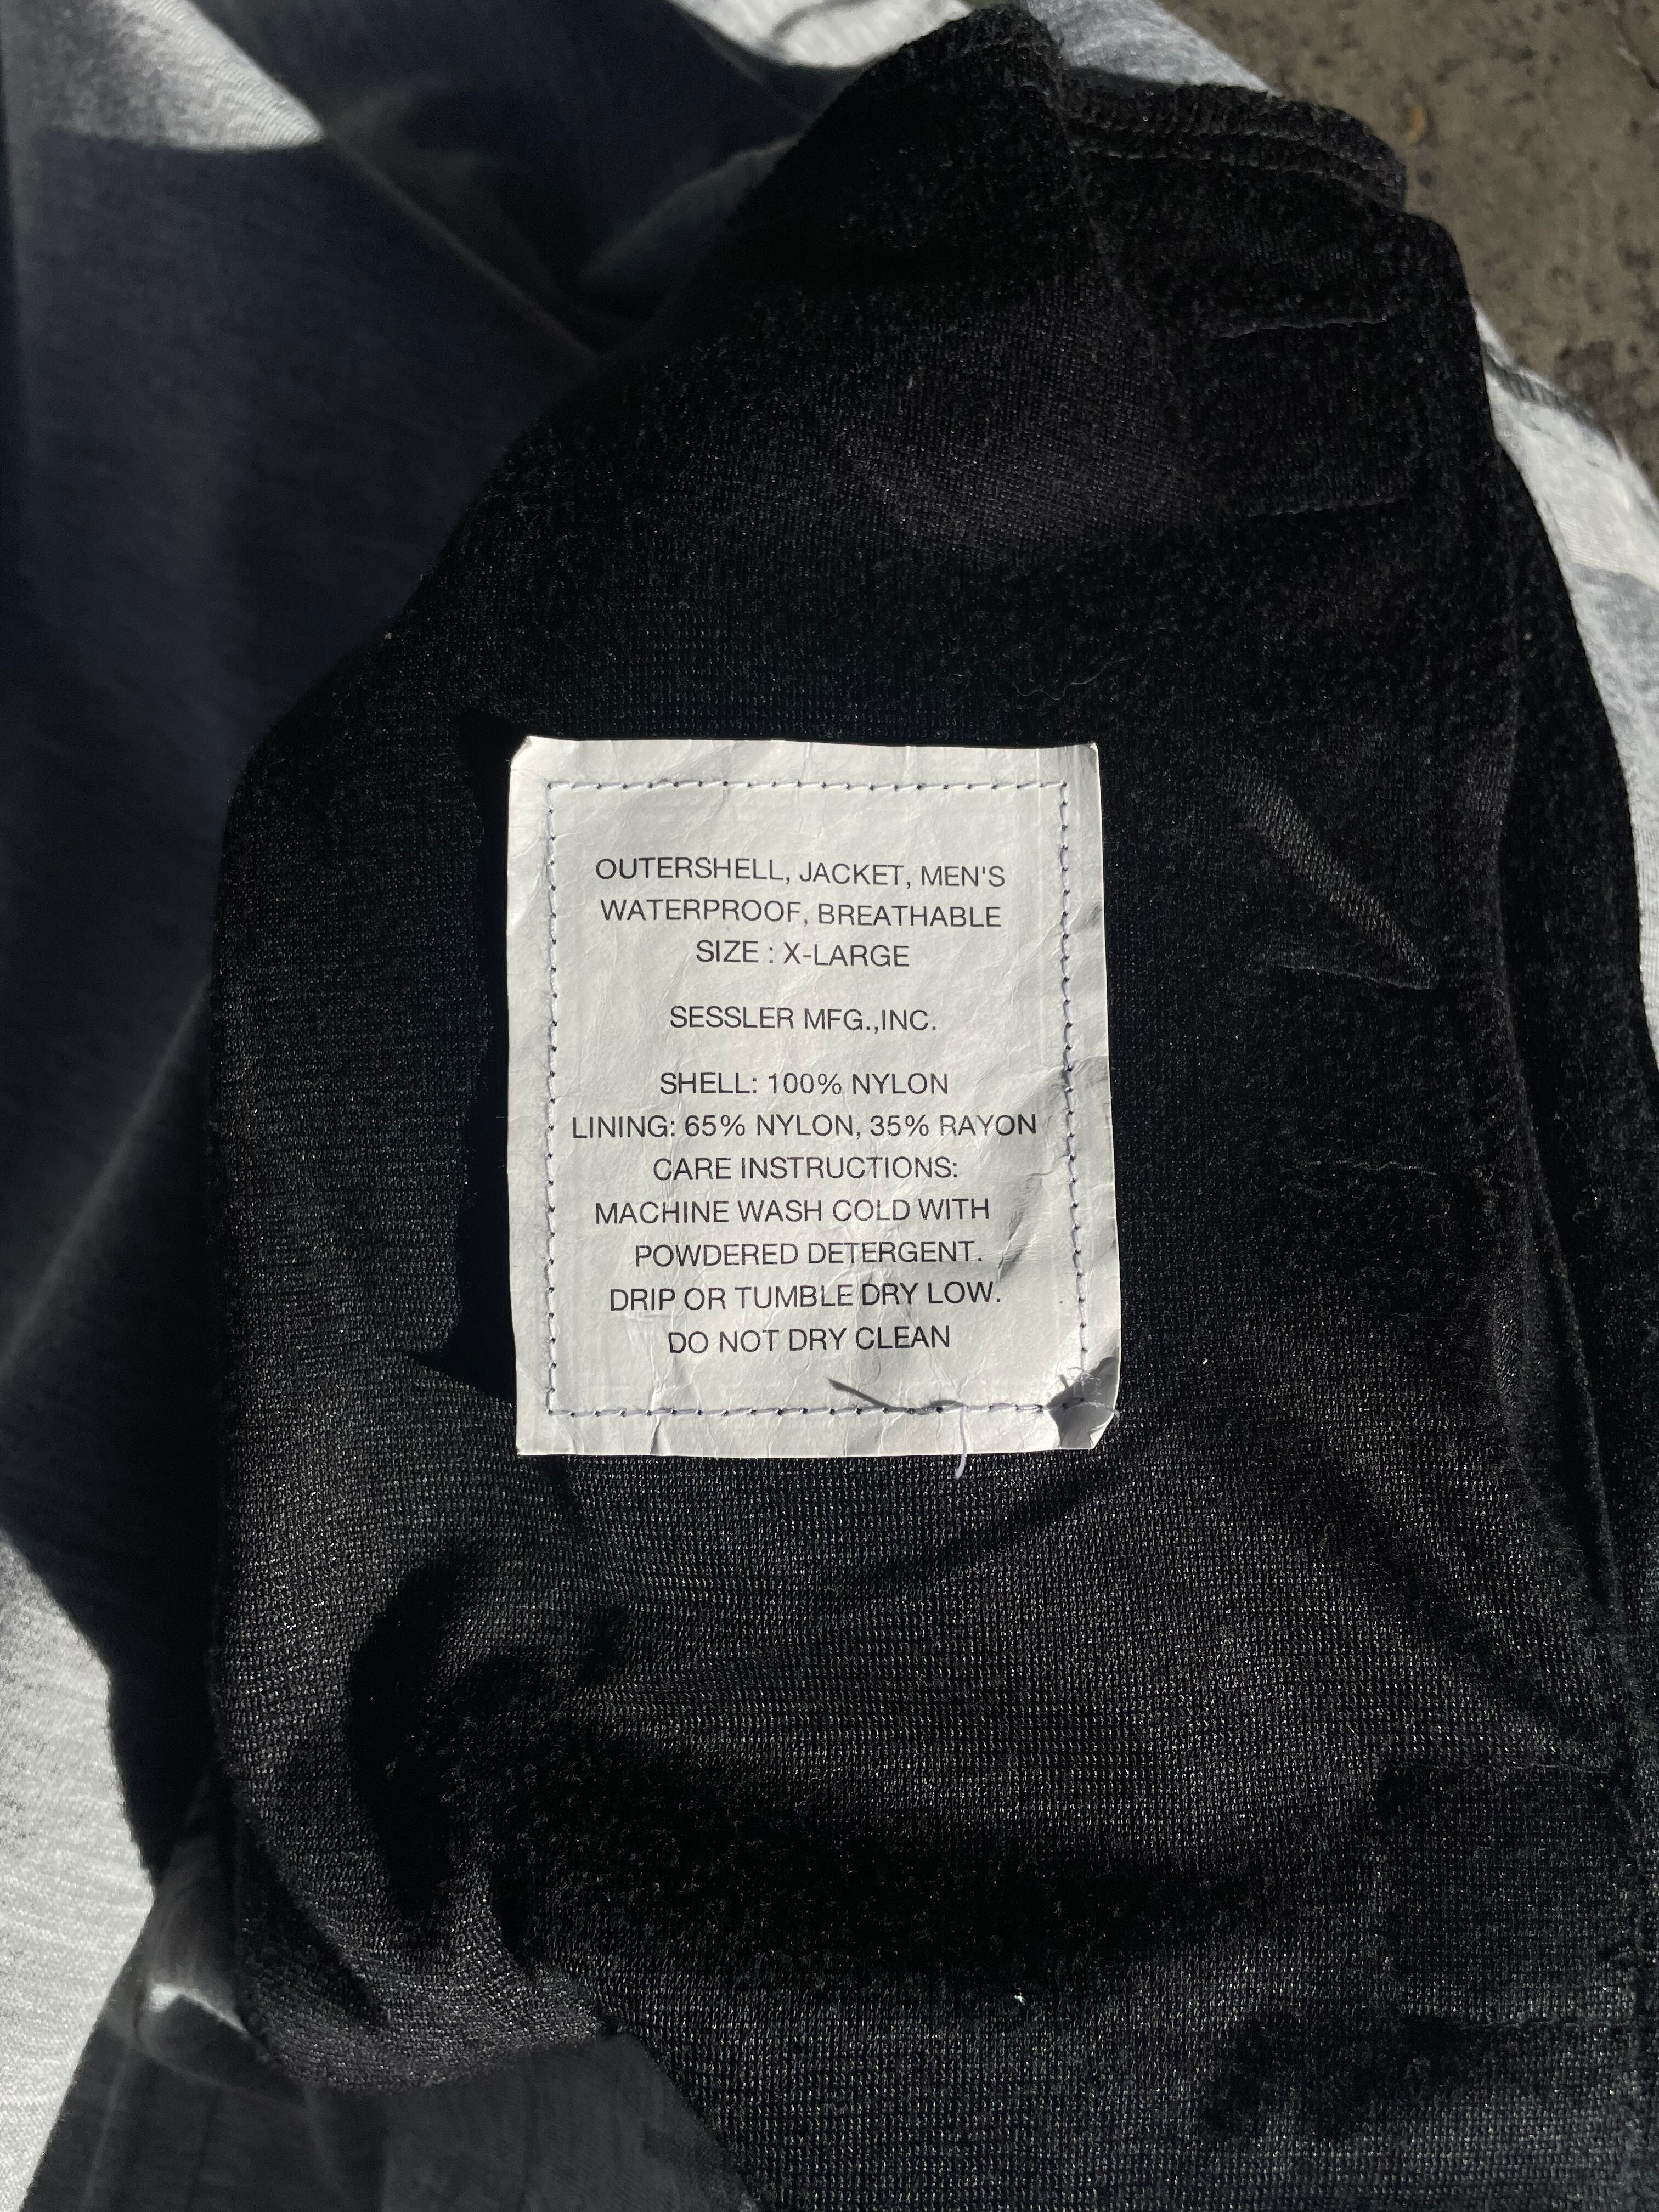 OUTERSHELL, JACKET, MEN'S
WATERPROOF, BREATHABLE
SIZE : X-LARGE
SESSLER MFG.,INC.
SHELL: 100% NYLON
LINING: 65% NYLON, 35% RAYON
CARE INSTRUCTIONS:
MACHINE WASH COLD WITH
POWDERED DETERGENT.
DRIP OR TUMBLE DRY LOW.
DO NOT DRY CLEAN